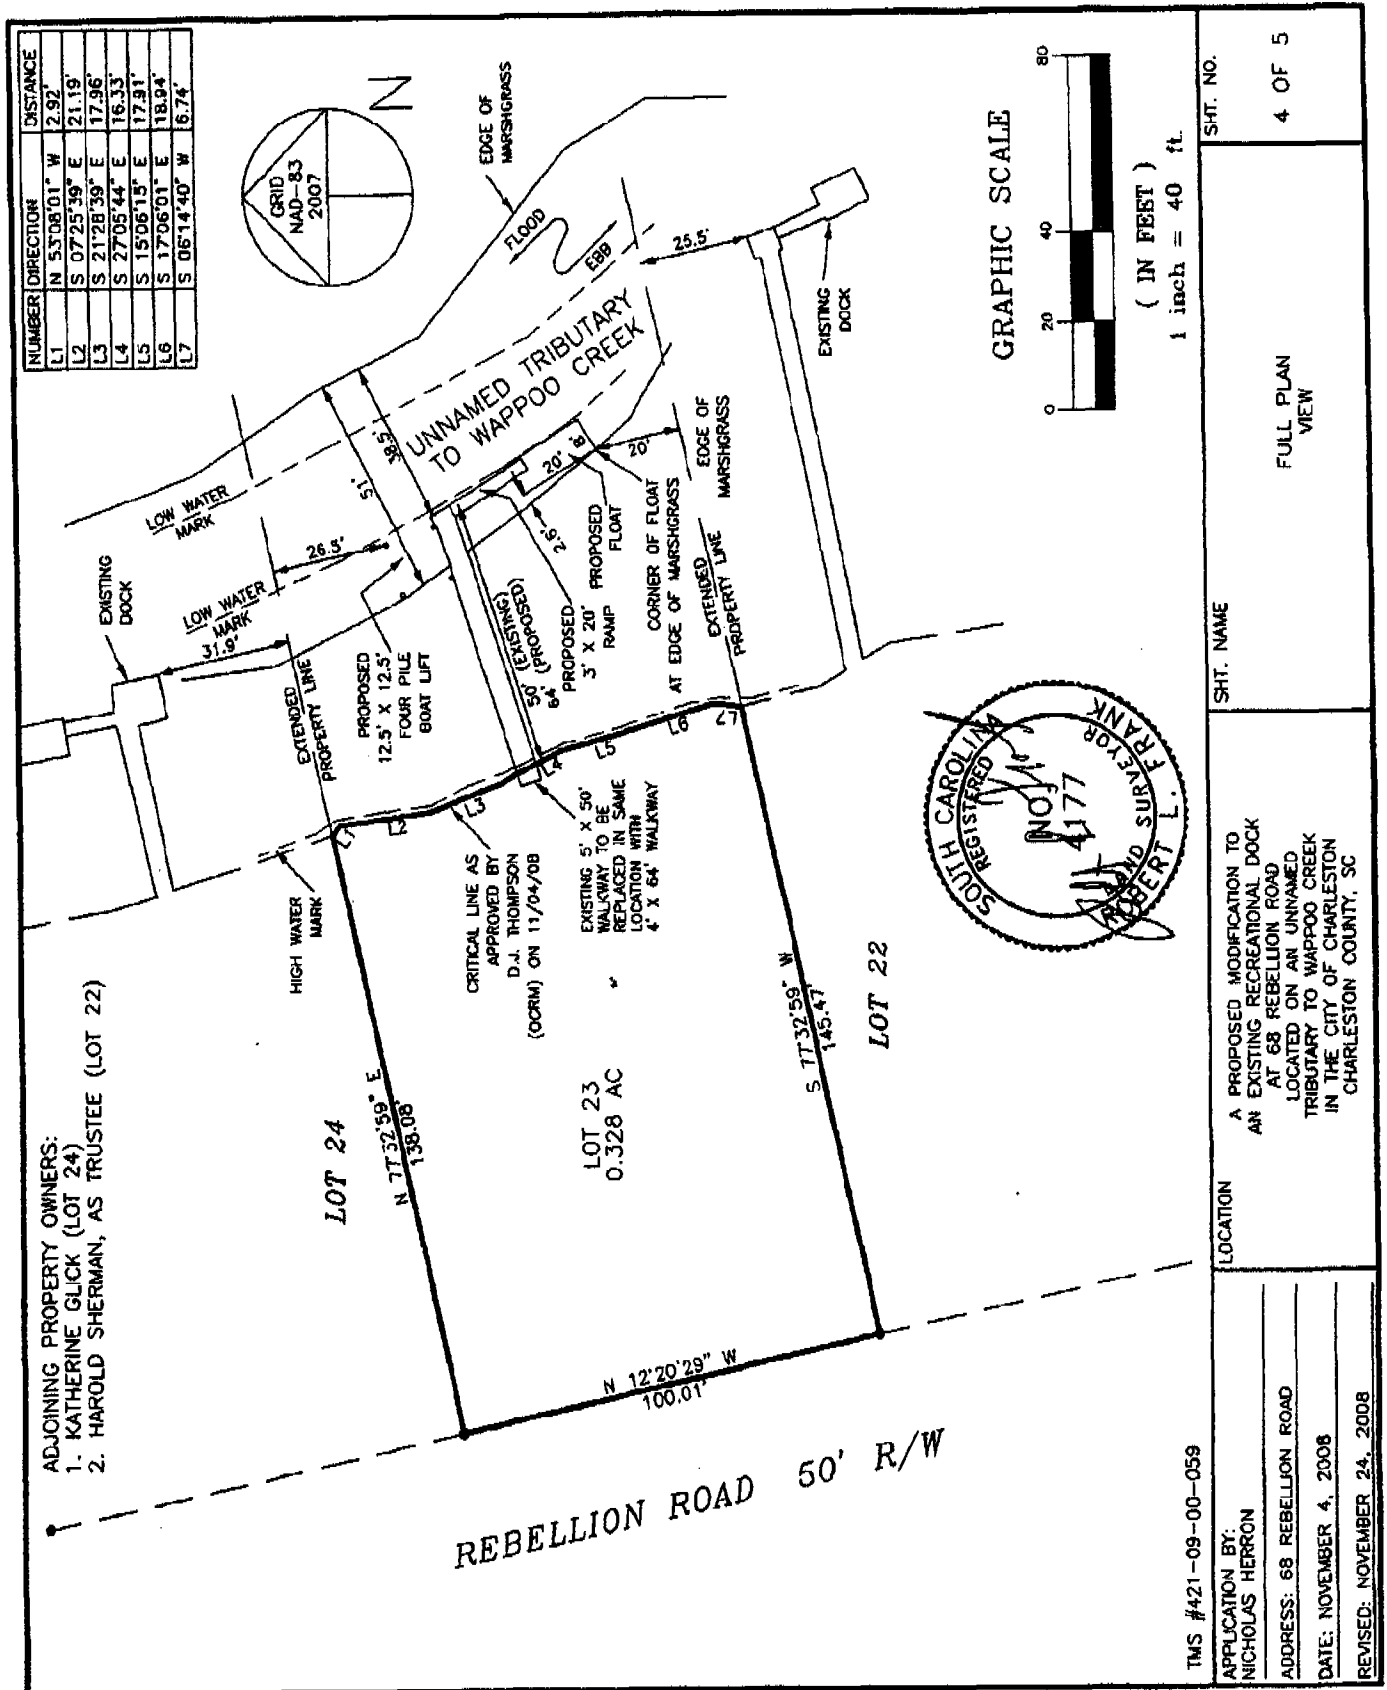 ADJOINING PROPERTY OWNERS:
1. KATHERINE GLICK (LOT 24)
2. HAROLD SHERMAN, AS TRUSTEE (LOT 22)
NUMBER DIRECTION DISTANCE
L1 N 53°08'01" W 2.92'
L2 S 07°25'39" E 21.19'
L3 S 21°28'39" E 17.96'
L4 S 27°05'44" E 16.33'
L5 S 15°06'15" E 17.91'
L6 S 17°06'01" E 18.94'
L7 S 06°14'40" W 6.74'
GRID
NAD-83
2007
N
EDGE OF
MARSHGRASS
FLOOD
EBB
UNNAMED TRIBUTARY
TO WAPPOO CREEK
LOW WATER
MARK
LOW WATER
MARK
EXISTING
DOCK
31.9'
26.5'
51'
38.5'
25.5'
EXISTING
DOCK
EXTENDED
PROPERTY LINE
PROPOSED
12.5' X 12.5'
FOUR PILE
BOAT LIFT
50' (EXISTING)
64' (PROPOSED)
PROPOSED
3' X 20'
RAMP
2.6'
20'
8'
20'
PROPOSED
FLOAT
CORNER OF FLOAT
AT EDGE OF MARSHGRASS
EDGE OF
MARSHGRASS
EXTENDED
PROPERTY LINE
HIGH WATER
MARK
L1
L2
L3
L4
L5
L6
L7
CRITICAL LINE AS
APPROVED BY
D.J. THOMPSON
(OCRM) ON 11/04/08
EXISTING 5' X 50'
WALKWAY TO BE
REPLACED IN SAME
LOCATION WITH
4' X 64' WALKWAY
LOT 24
N 77°32'59" E
138.08'
LOT 23
0.328 AC
S 77°32'59" W
145.47'
LOT 22
N 12°20'29" W
100.01'
REBELLION ROAD 50' R/W
GRAPHIC SCALE
0 20 40 80
( IN FEET )
1 inch = 40 ft.
SOUTH CAROLINA
REGISTERED
NO.
4177
LAND SURVEYOR
ROBERT L. FRANK
TMS #421-09-00-059
APPLICATION BY:
NICHOLAS HERRON
ADDRESS: 68 REBELLION ROAD
DATE: NOVEMBER 4, 2008
REVISED: NOVEMBER 24, 2008
LOCATION
A PROPOSED MODIFICATION TO
AN EXISTING RECREATIONAL DOCK
AT 68 REBELLION ROAD
LOCATED ON AN UNNAMED
TRIBUTARY TO WAPPOO CREEK
IN THE CITY OF CHARLESTON
CHARLESTON COUNTY, SC
SHT. NAME
FULL PLAN
VIEW
SHT. NO.
4 OF 5